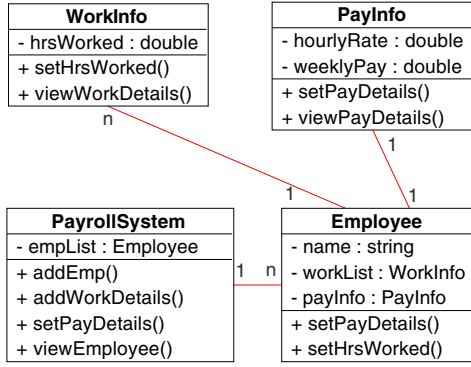 WorkInfo
- hrsWorked : double
+ setHrsWorked()
+ viewWorkDetails()
PayInfo
- hourlyRate : double
- weeklyPay : double
+ setPayDetails()
+ viewPayDetails()
n
1
1
1
PayrollSystem
- empList : Employee
+ addEmp()
+ addWorkDetails()
+ setPayDetails()
+ viewEmployee()
1
n
Employee
- name : string
- workList : WorkInfo
- payInfo : PayInfo
+ setPayDetails()
+ setHrsWorked()